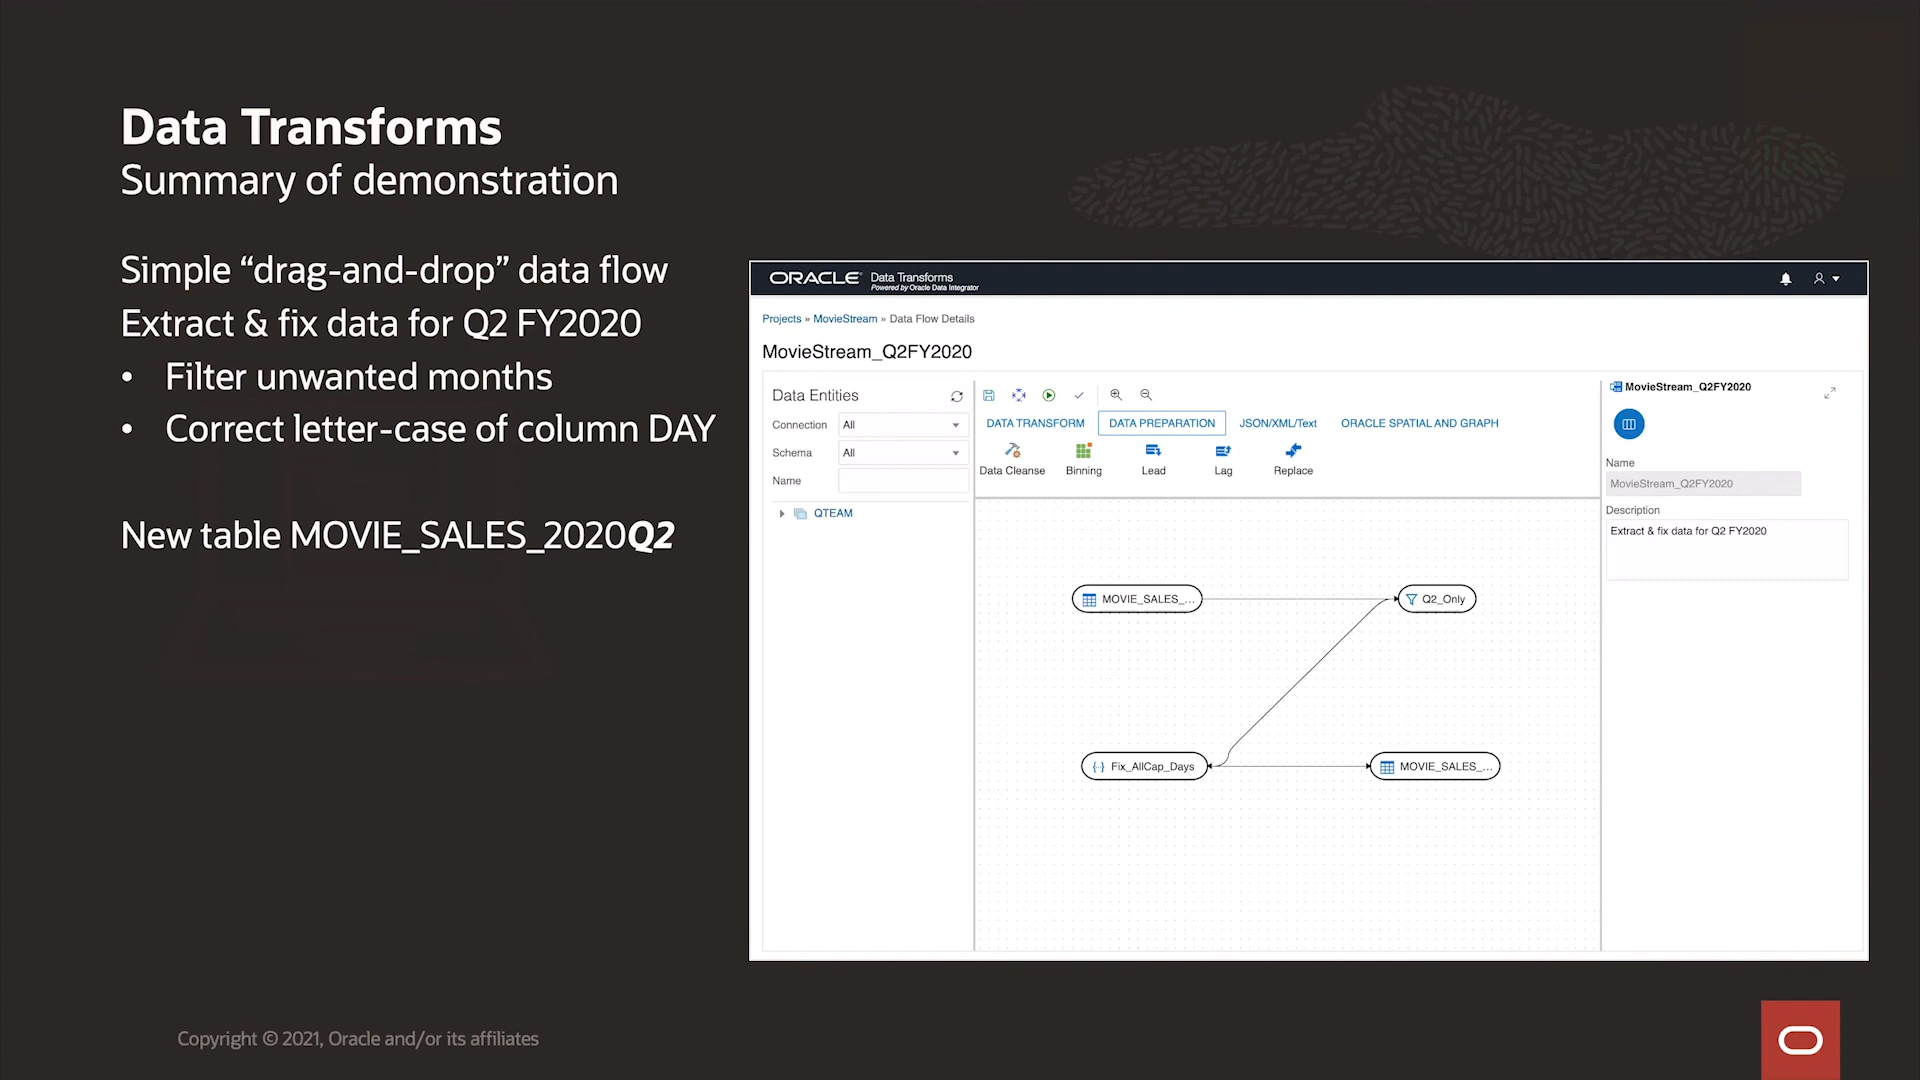 Data Transforms
Summary of demonstration
Simple “drag-and-drop” data flow
Extract & fix data for Q2 FY2020
• Filter unwanted months
• Correct letter-case of column DAY
New table MOVIE_SALES_2020Q2
ORACLE Data Transforms
Powered by Oracle Data Integrator
Projects » MovieStream » Data Flow Details
MovieStream_Q2FY2020
Data Entities
Connection All
Schema All
Name
QTEAM
DATA TRANSFORM DATA PREPARATION JSON/XML/Text ORACLE SPATIAL AND GRAPH
Data Cleanse Binning Lead Lag Replace
MOVIE_SALES_... Q2_Only
Fix_AllCap_Days MOVIE_SALES_...
MovieStream_Q2FY2020
Name
MovieStream_Q2FY2020
Description
Extract & fix data for Q2 FY2020
Copyright © 2021, Oracle and/or its affiliates